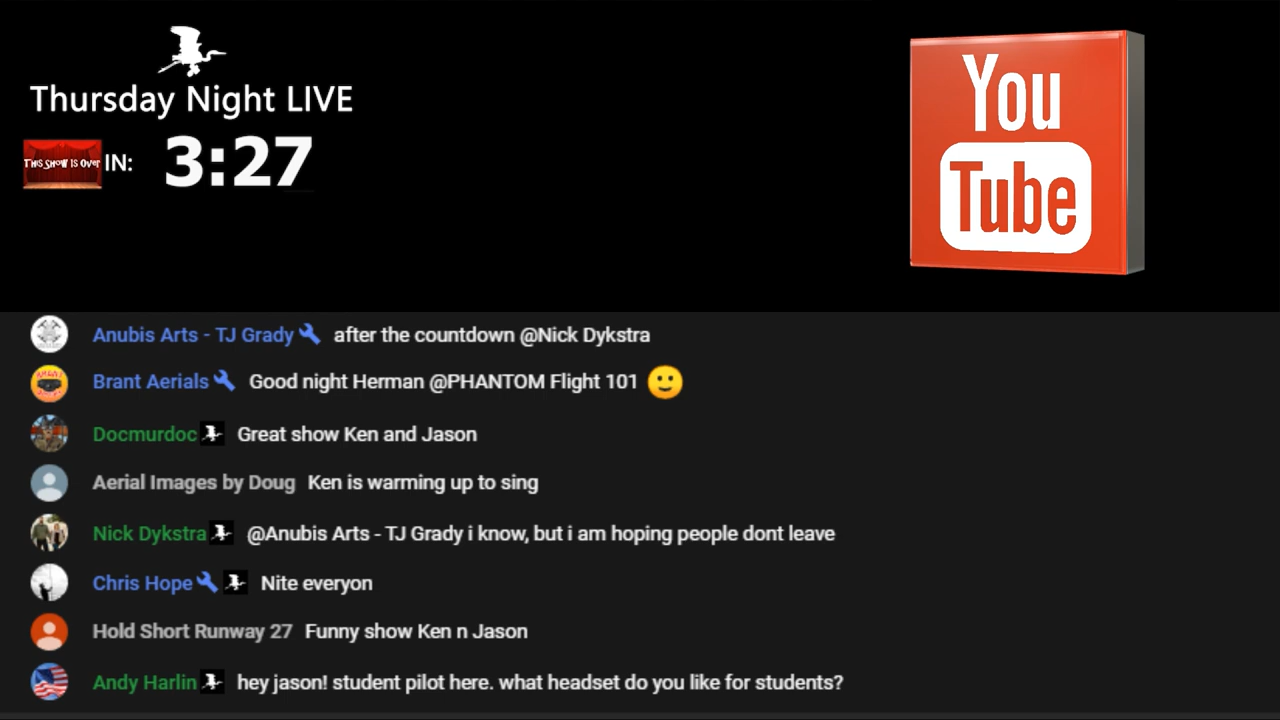 Thursday Night LIVE
THIS SHOW IS OVER IN: 3:27
You
Tube
Anubis Arts - TJ Grady after the countdown @Nick Dykstra
Brant Aerials Good night Herman @PHANTOM Flight 101
Docmurdoc Great show Ken and Jason
Aerial Images by Doug Ken is warming up to sing
Nick Dykstra @Anubis Arts - TJ Grady i know, but i am hoping people dont leave
Chris Hope Nite everyon
Hold Short Runway 27 Funny show Ken n Jason
Andy Harlin hey jason! student pilot here. what headset do you like for students?